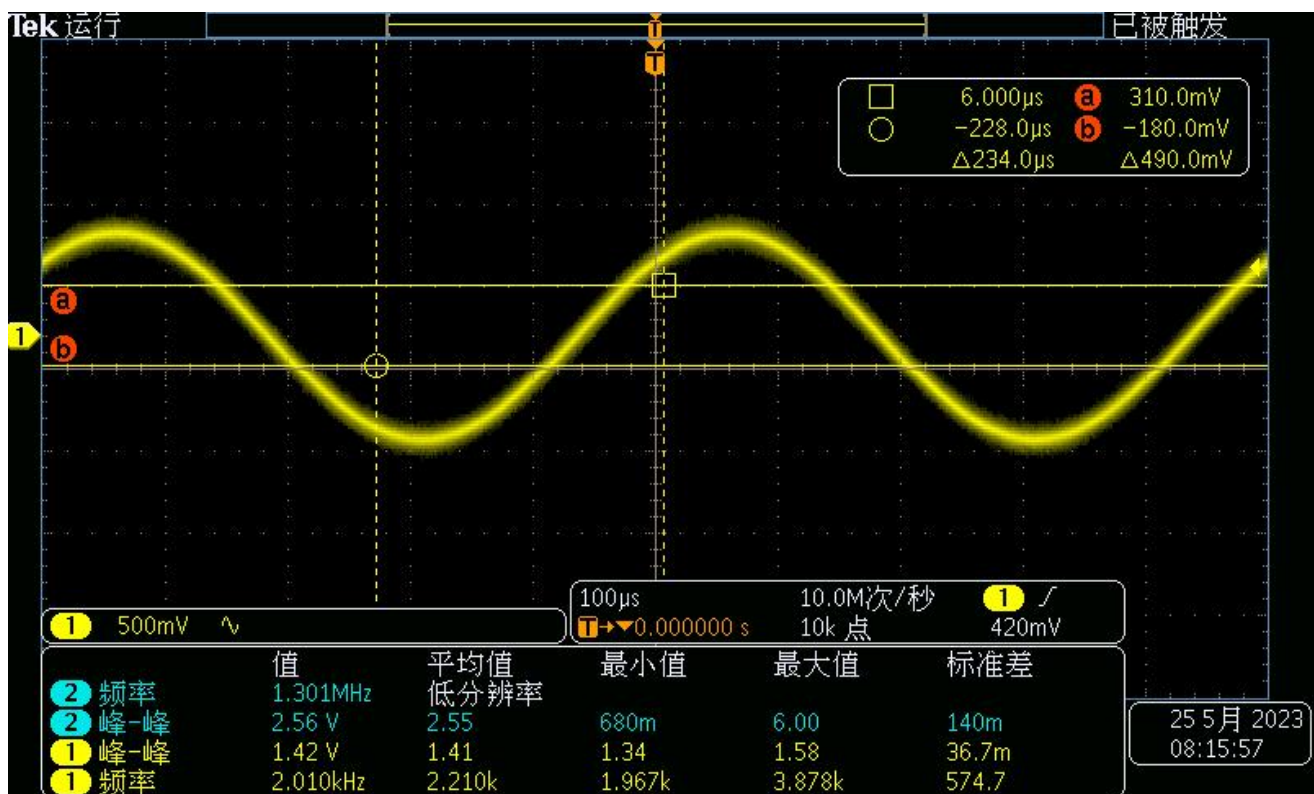 Tek 运行
T
已被触发
T
6.000µs a 310.0mV
-228.0µs b -180.0mV
△234.0µs △490.0mV
a
1
b
1 500mV
100µs 10.0M次/秒 1
T→▼0.000000 s 10k 点 420mV
值 平均值 最小值 最大值 标准差
2 频率 1.301MHz 低分辨率
2 峰-峰 2.56 V 2.55 680m 6.00 140m
1 峰-峰 1.42 V 1.41 1.34 1.58 36.7m
1 频率 2.010kHz 2.210k 1.967k 3.878k 574.7
25 5月 2023
08:15:57